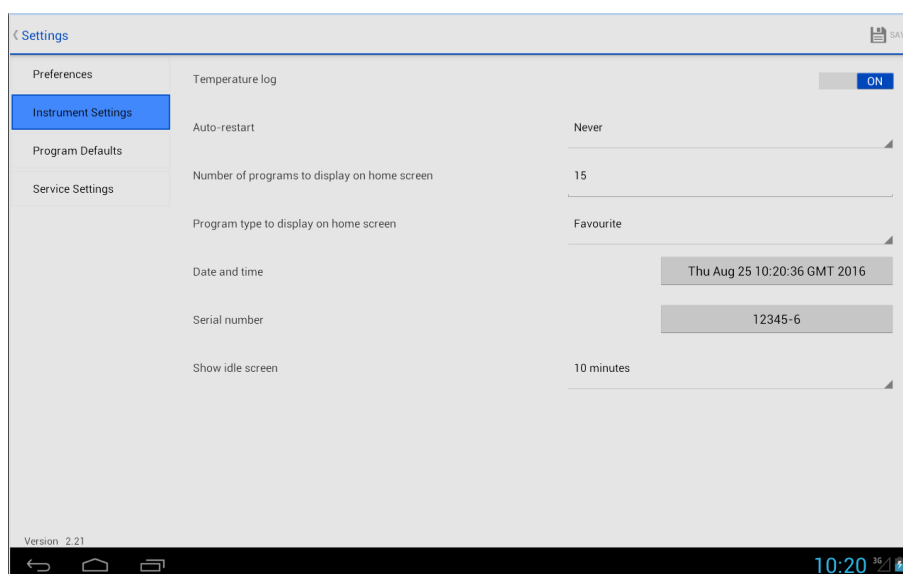 Settings
SAV
Preferences
Instrument Settings
Program Defaults
Service Settings
Temperature log
ON
Auto-restart
Never
Number of programs to display on home screen
15
Program type to display on home screen
Favourite
Date and time
Thu Aug 25 10:20:36 GMT 2016
Serial number
12345-6
Show idle screen
10 minutes
Version 2.21
10:20
3G